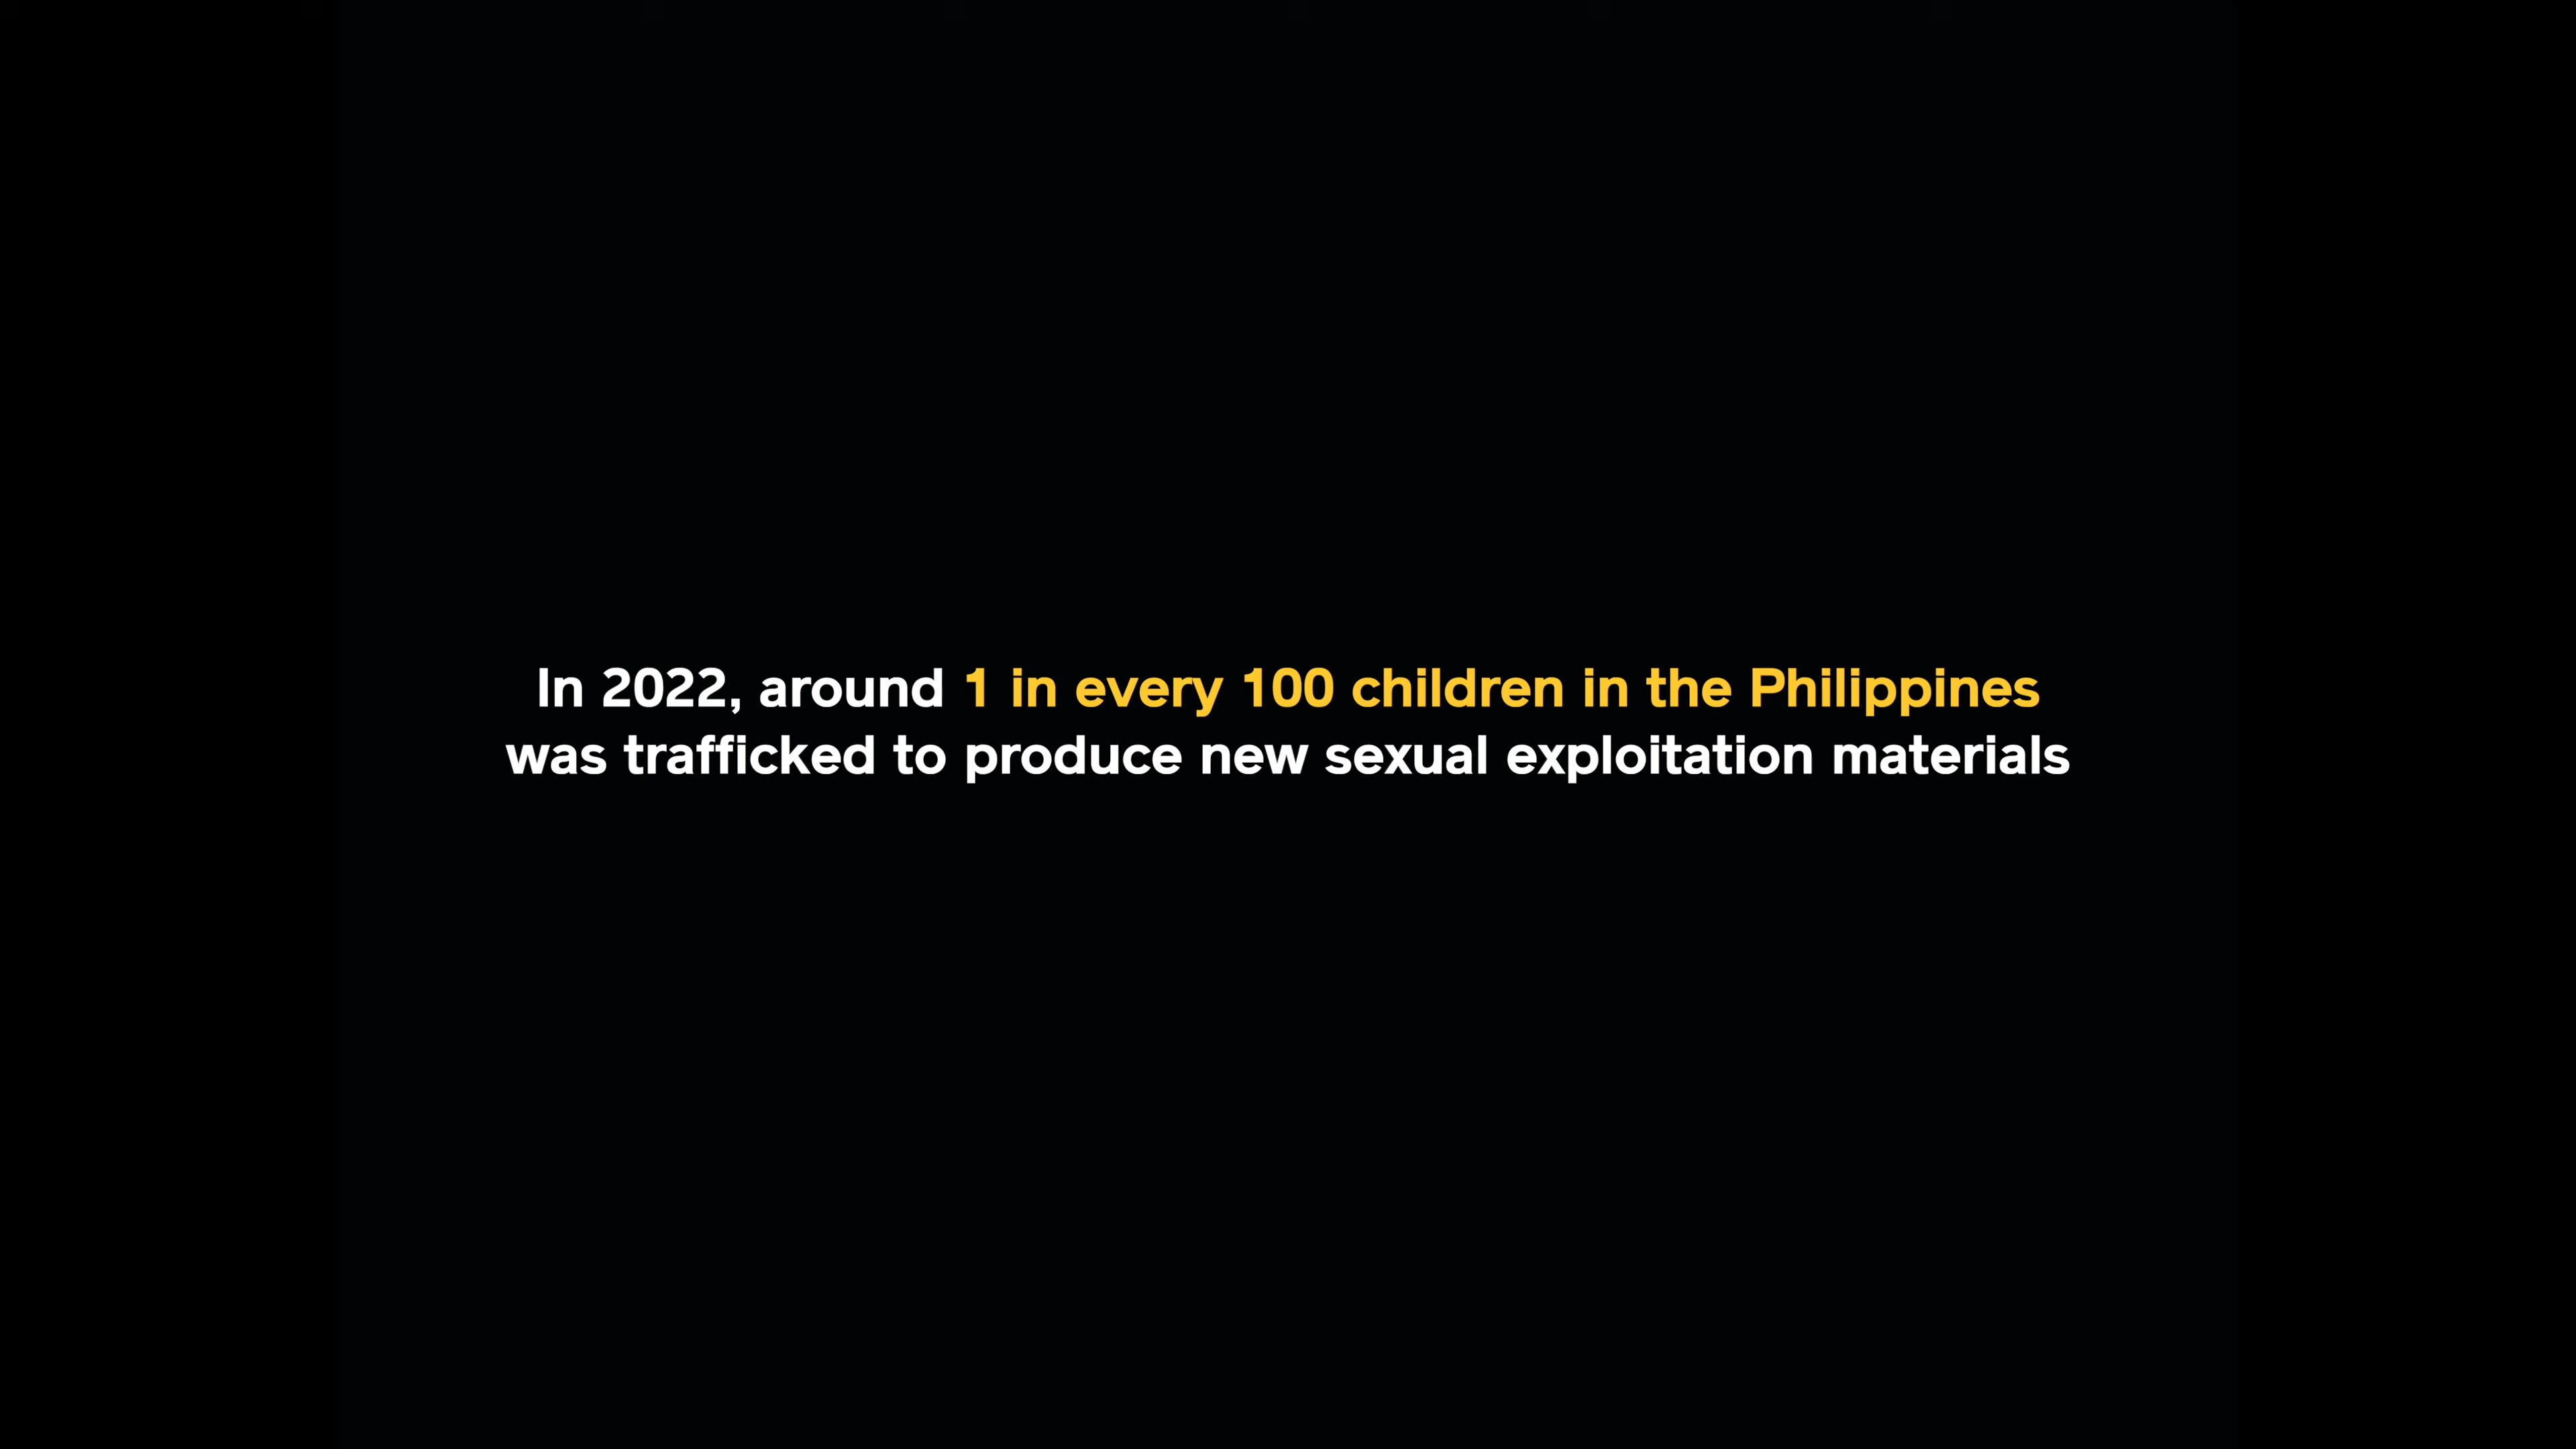 In 2022, around 1 in every 100 children in the Philippines
was trafficked to produce new sexual exploitation materials